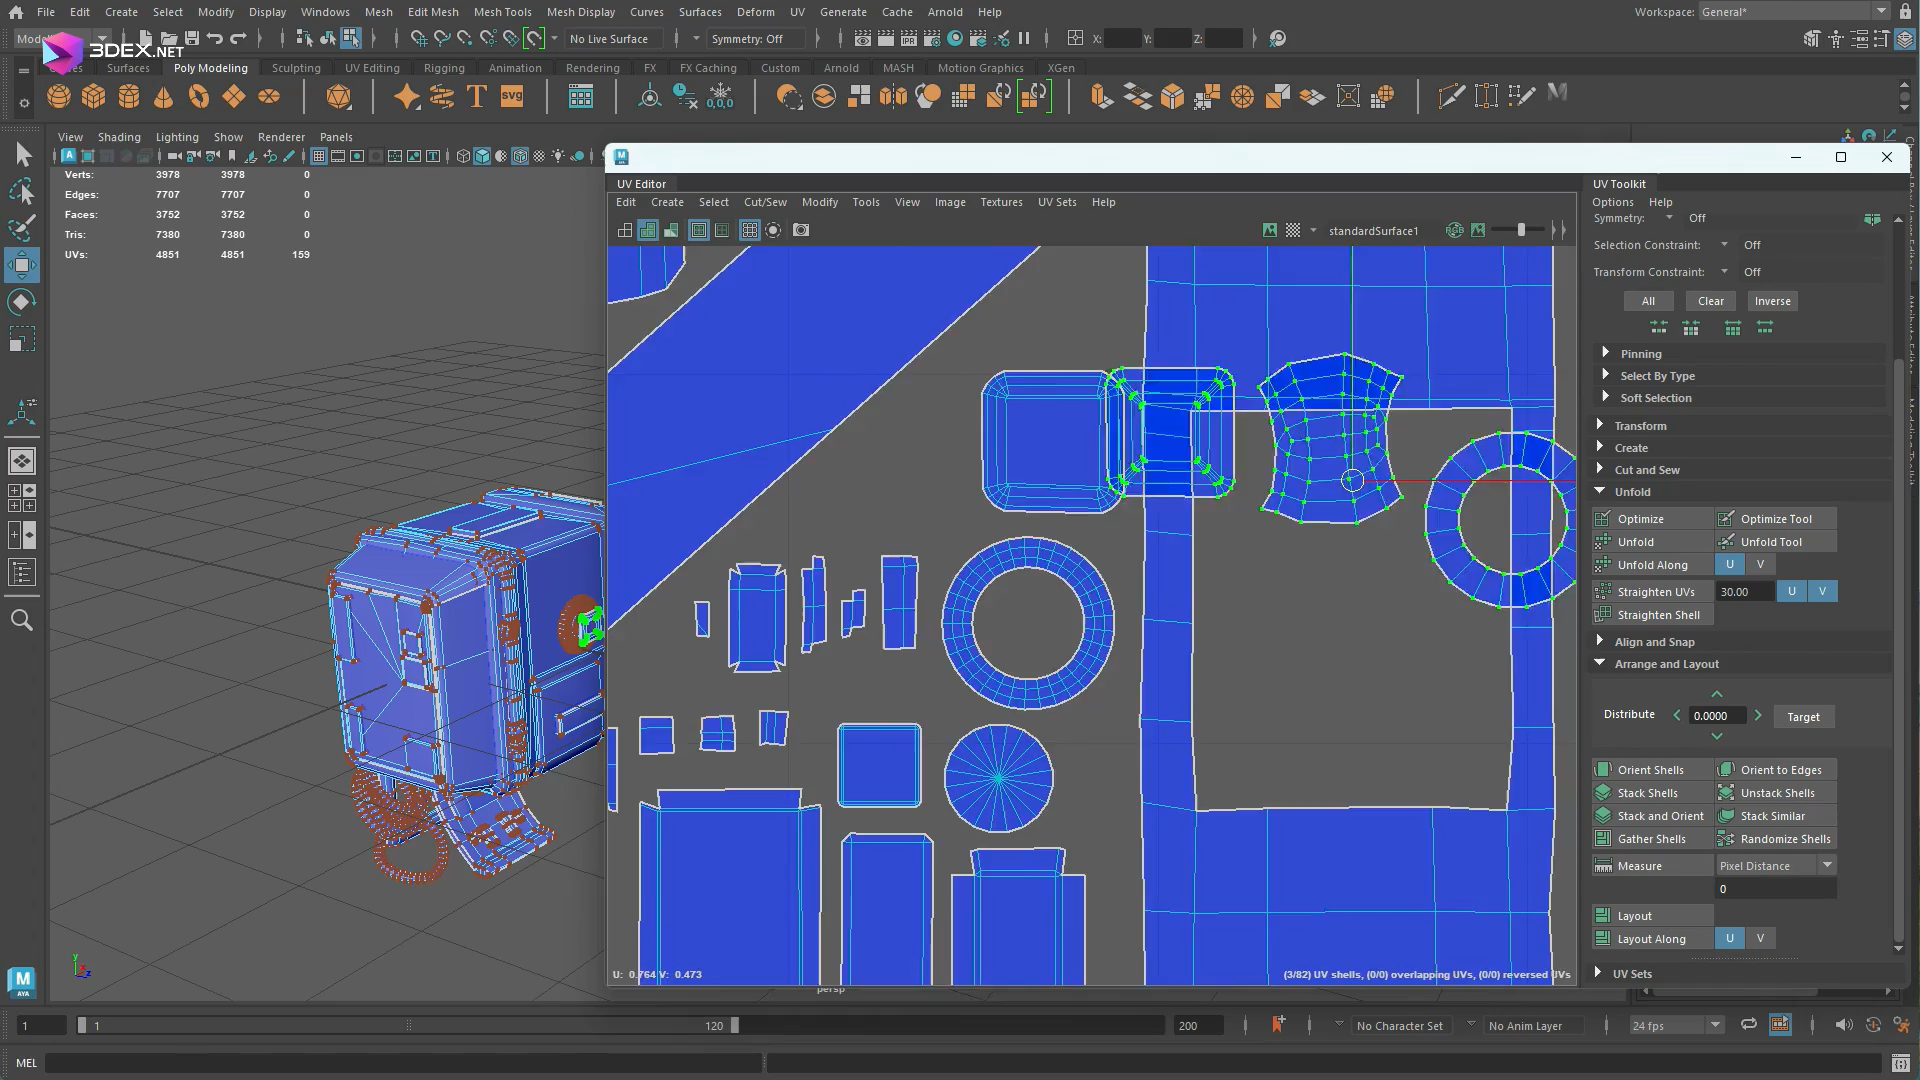 File Edit Create Select Modify Display Windows Mesh Edit Mesh Mesh Tools Mesh Display Curves Surfaces Deform UV Generate Cache Arnold Help
Workspace: General*
3DEX.NET
No Live Surface Symmetry: Off X: Y: Z:
Surfaces Poly Modeling Sculpting UV Editing Rigging Animation Rendering FX FX Caching Custom Arnold MASH Motion Graphics XGen
svg
0,0,0
View Shading Lighting Show Renderer Panels
Verts: 3978 3978 0
Edges: 7707 7707 0
Faces: 3752 3752 0
Tris: 7380 7380 0
UVs: 4851 4851 159
UV Editor
Edit Create Select Cut/Sew Modify Tools View Image Textures UV Sets Help
standardSurface1
RGB
U: 0.764 V: 0.473
(3/82) UV shells, (0/0) overlapping UVs, (0/0) reversed UVs
persp
UV Toolkit
Options Help
Symmetry: Off
Selection Constraint: Off
Transform Constraint: Off
All Clear Inverse
Pinning
Select By Type
Soft Selection
Transform
Create
Cut and Sew
Unfold
Optimize Optimize Tool
Unfold Unfold Tool
Unfold Along U V
Straighten UVs 30.00 U V
Straighten Shell
Align and Snap
Arrange and Layout
Distribute 0.0000 Target
Orient Shells Orient to Edges
Stack Shells Unstack Shells
Stack and Orient Stack Similar
Gather Shells Randomize Shells
Measure Pixel Distance
0
Layout
Layout Along U V
UV Sets
1 1 120 200 No Character Set No Anim Layer 24 fps
MEL